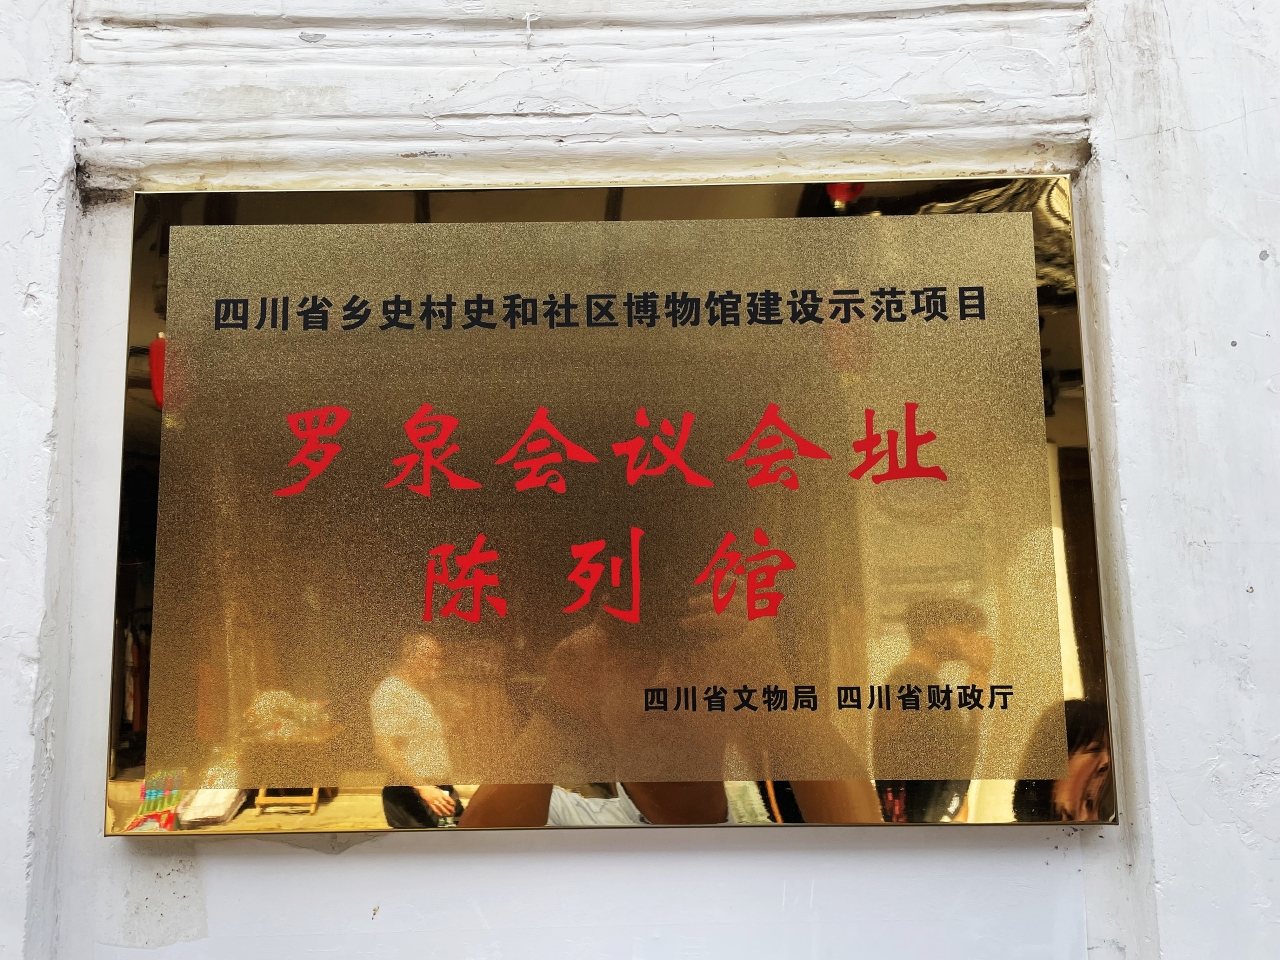 四川省乡史村史和社区博物馆建设示范项目
罗泉会议会址
陈列馆
四川省文物局 四川省财政厅